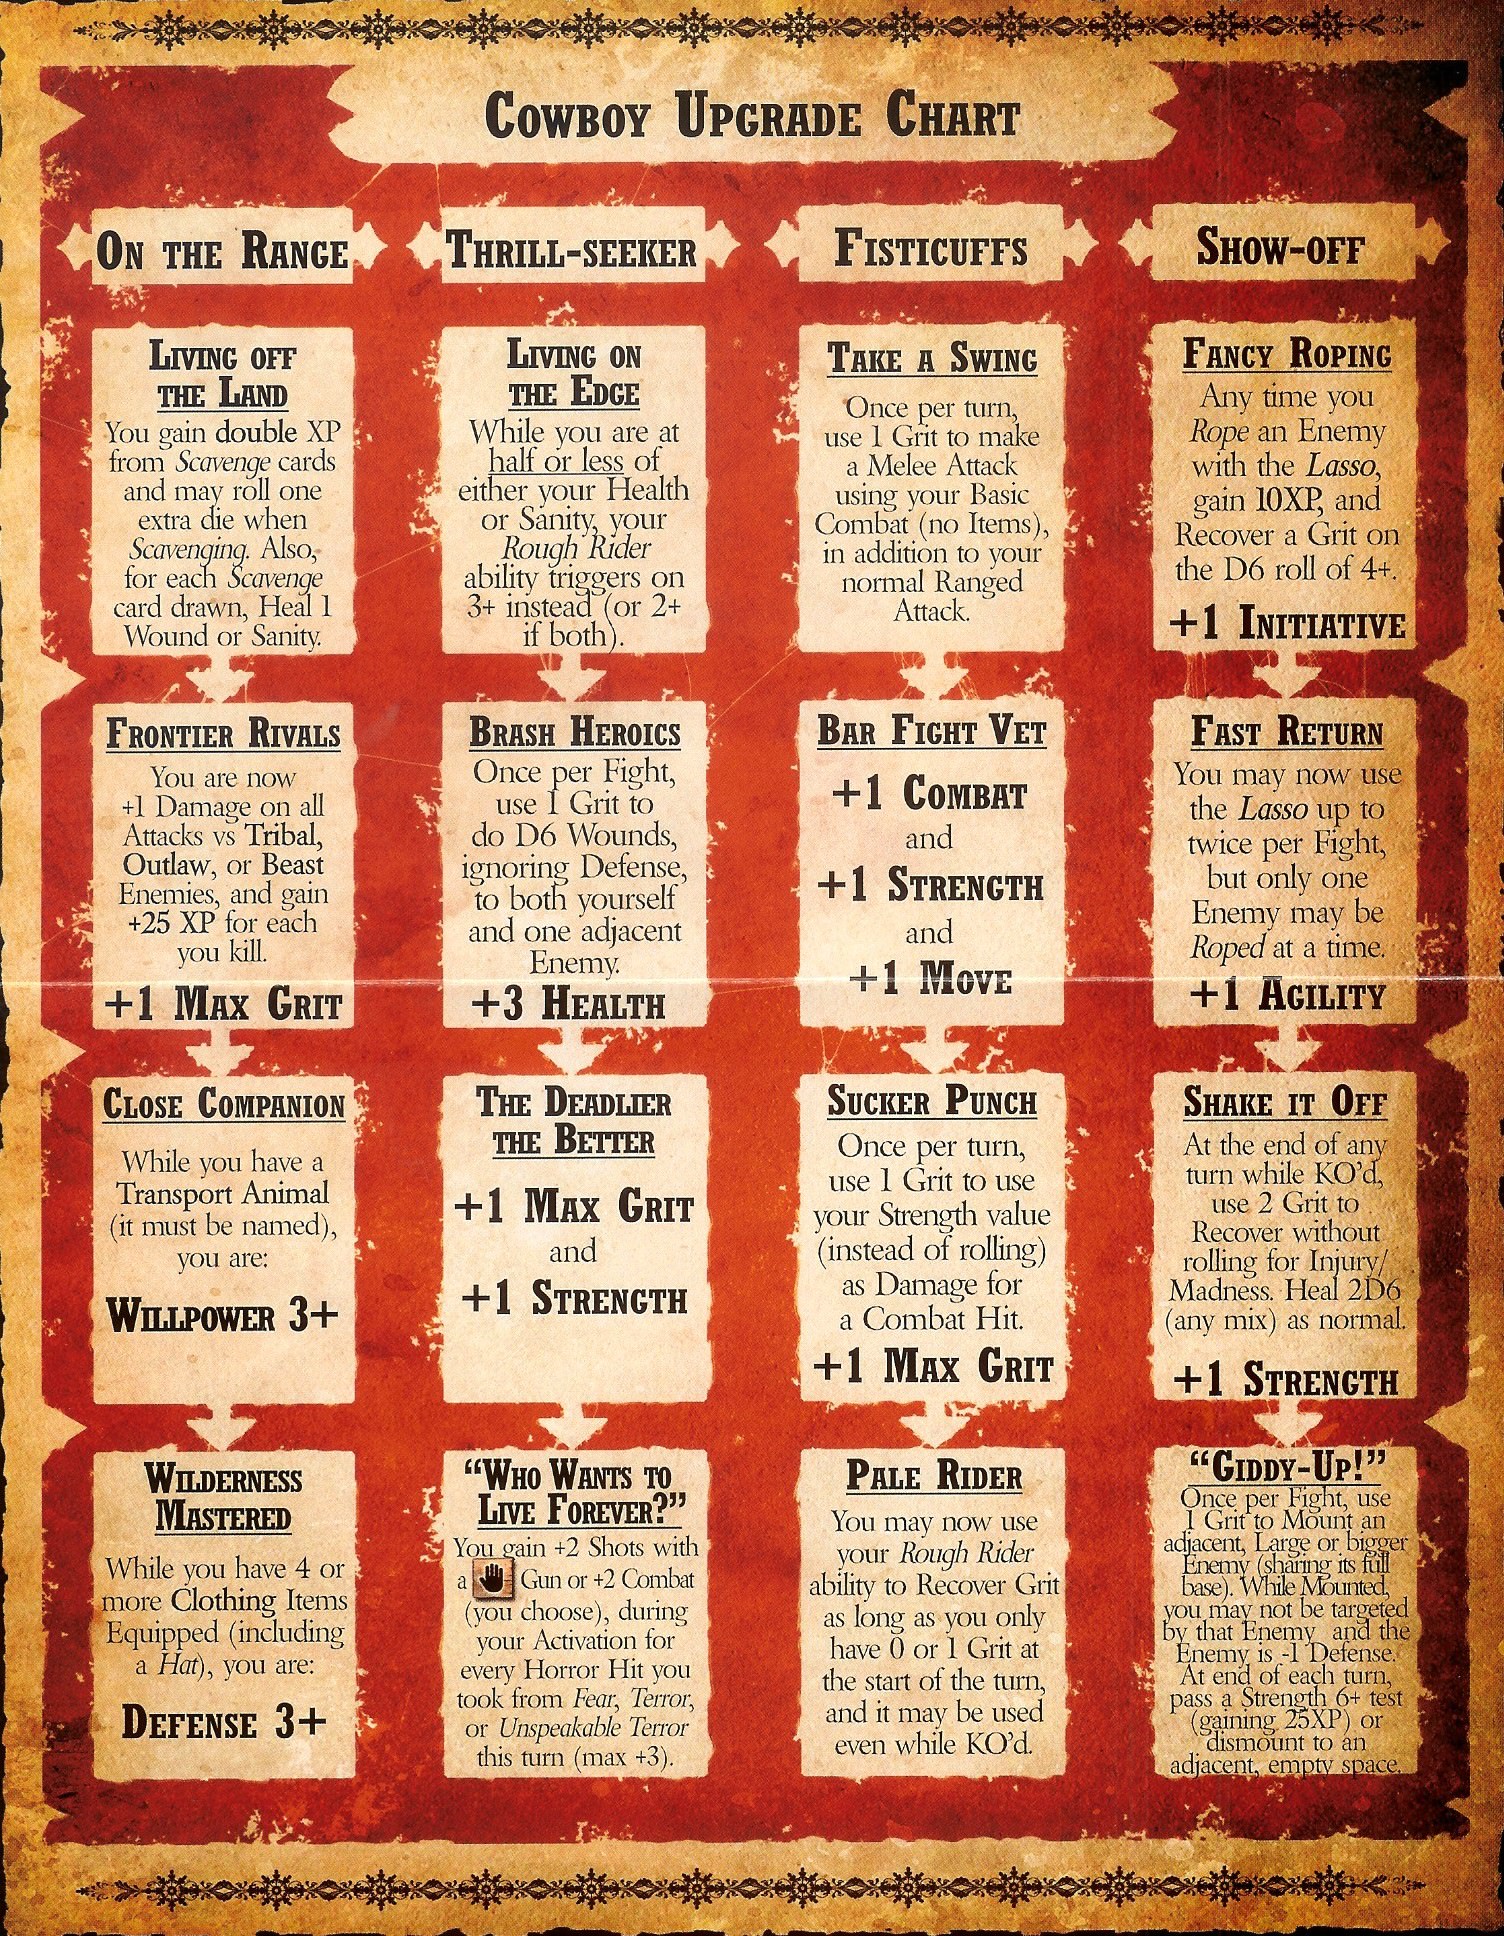 Cowboy Upgrade Chart
On the Range
Living off
the Land
You gain double XP
from Scavenge cards
and may roll one
extra die when
Scavenging. Also,
for each Scavenge
card drawn, Heal 1
Wound or Sanity.
Frontier Rivals
You are now
+1 Damage on all
Attacks vs Tribal,
Outlaw, or Beast
Enemies, and gain
+25 XP for each
you kill.
+1 Max Grit
Close Companion
While you have a
Transport Animal
(it must be named),
you are:
Willpower 3+
Wilderness
Mastered
While you have 4 or
more Clothing Items
Equipped (including
a Hat), you are:
Defense 3+
Thrill-seeker
Living on
the Edge
While you are at
half or less of
either your Health
or Sanity, your
Rough Rider
ability triggers on
3+ instead (or 2+
if both).
Brash Heroics
Once per Fight,
use 1 Grit to
do D6 Wounds,
ignoring Defense,
to both yourself
and one adjacent
Enemy.
+3 Health
The Deadlier
the Better
+1 Max Grit
and
+1 Strength
“Who Wants to
Live Forever?”
You gain +2 Shots with
a Gun or +2 Combat
(you choose), during
your Activation for
every Horror Hit you
took from Fear, Terror,
or Unspeakable Terror
this turn (max +3).
Fisticuffs
Take a Swing
Once per turn,
use 1 Grit to make
a Melee Attack
using your Basic
Combat (no Items),
in addition to your
normal Ranged
Attack.
Bar Fight Vet
+1 Combat
and
+1 Strength
and
+1 Move
Sucker Punch
Once per turn,
use 1 Grit to use
your Strength value
(instead of rolling)
as Damage for
a Combat Hit.
+1 Max Grit
Pale Rider
You may now use
your Rough Rider
ability to Recover Grit
as long as you only
have 0 or 1 Grit at
the start of the turn,
and it may be used
even while KO’d.
Show-off
Fancy Roping
Any time you
Rope an Enemy
with the Lasso,
gain 10XP, and
Recover a Grit on
the D6 roll of 4+.
+1 Initiative
Fast Return
You may now use
the Lasso up to
twice per Fight,
but only one
Enemy may be
Roped at a time.
+1 Agility
Shake it Off
At the end of any
turn while KO’d,
use 2 Grit to
Recover without
rolling for Injury/
Madness. Heal 2D6
(any mix) as normal.
+1 Strength
“Giddy-Up!”
Once per Fight, use
1 Grit to Mount an
adjacent, Large or bigger
Enemy (sharing its full
base). While Mounted,
you may not be targeted
by that Enemy and the
Enemy is -1 Defense.
At end of each turn,
pass a Strength 6+ test
(gaining 25XP) or
dismount to an
adjacent, empty space.